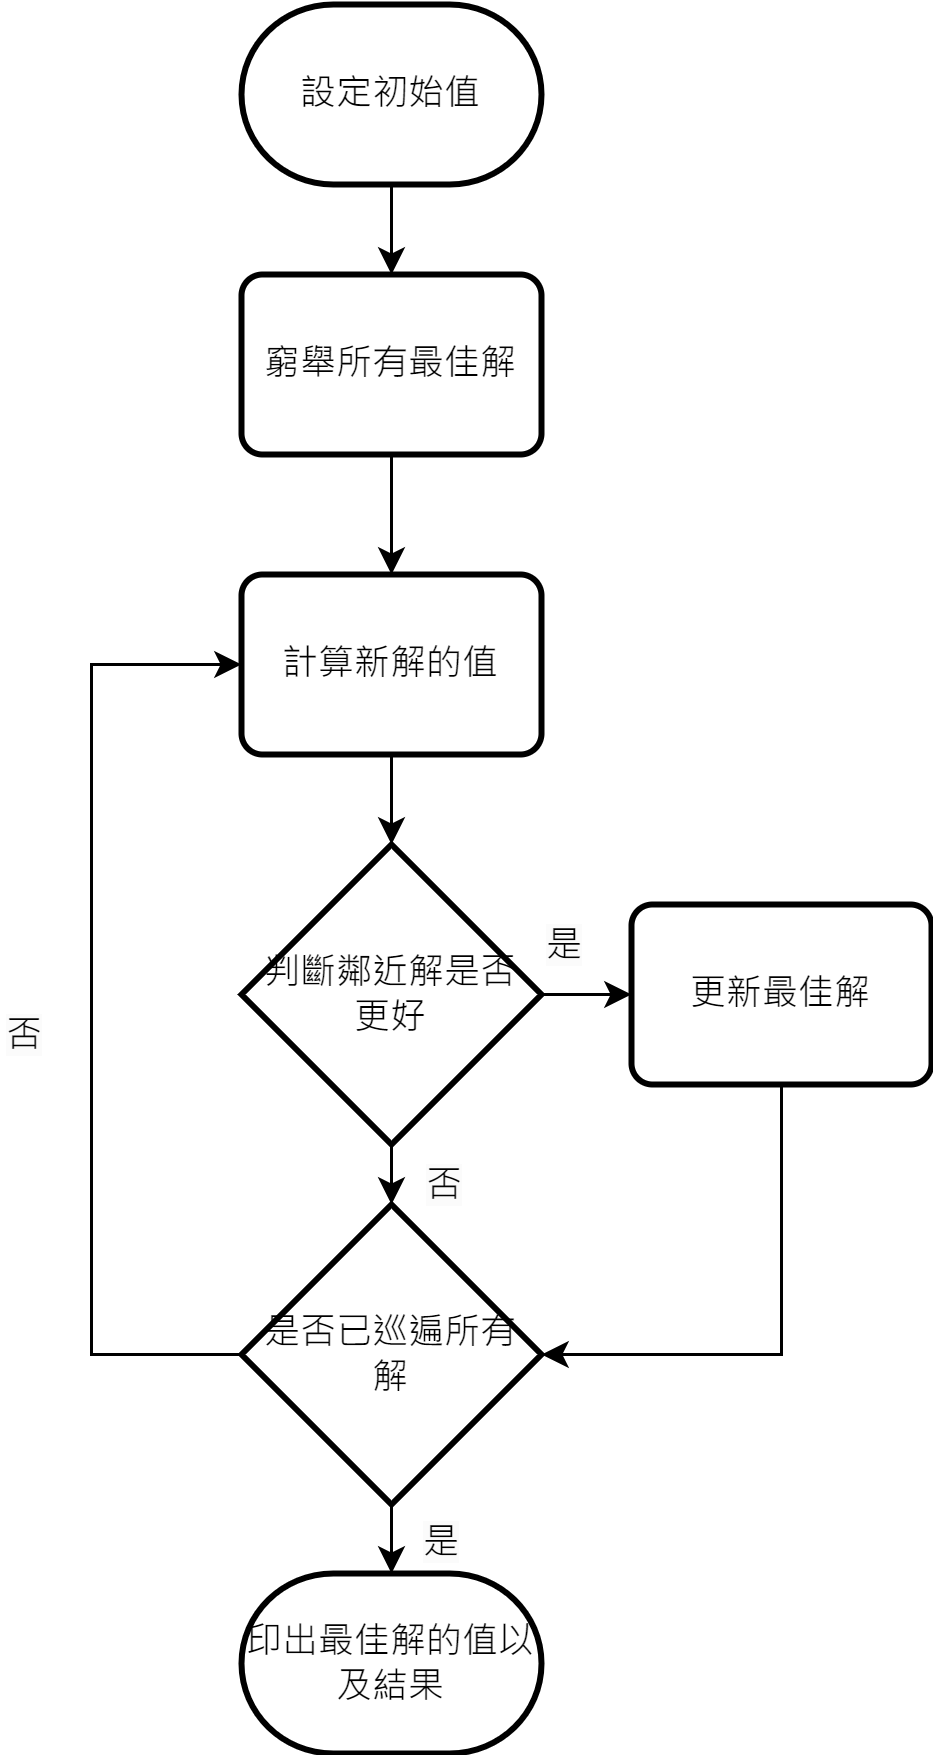 設定初始值
窮舉所有最佳解
計算新解的值
判斷鄰近解是否
更好
是
更新最佳解
否
否
是否已巡遍所有
解
是
印出最佳解的值以
及結果